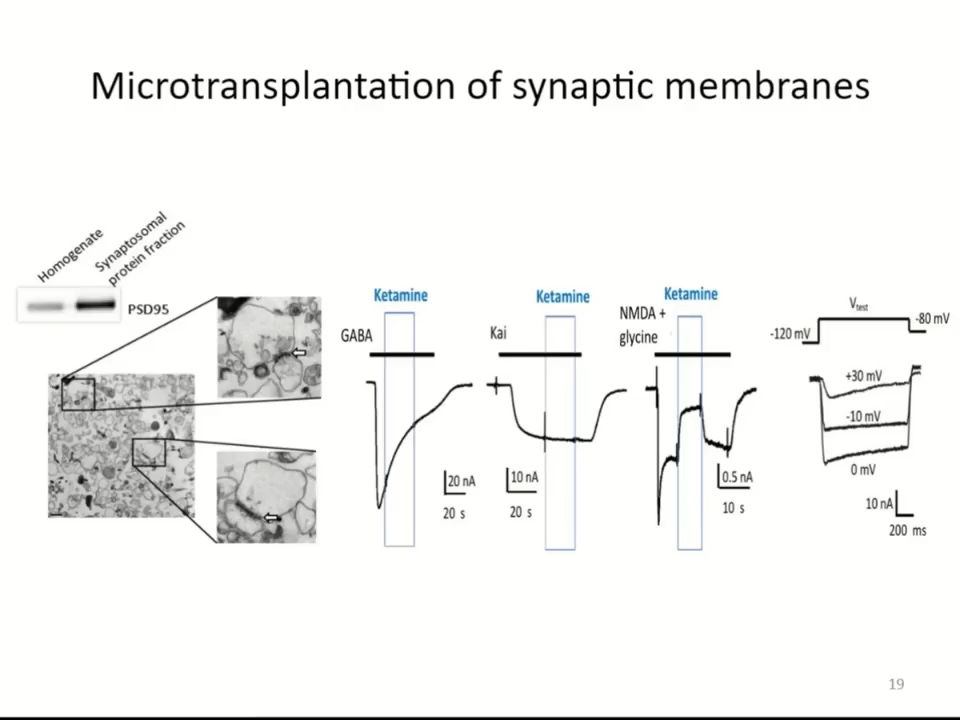 Microtransplantation of synaptic membranes
Homogenate
Synaptosomal
protein fraction
PSD95
Ketamine
GABA
20 nA
20 s
Ketamine
Kai
10 nA
20 s
Ketamine
NMDA +
glycine
0.5 nA
10 s
Vtest
-120 mV
-80 mV
+30 mV
-10 mV
0 mV
10 nA
200 ms
19